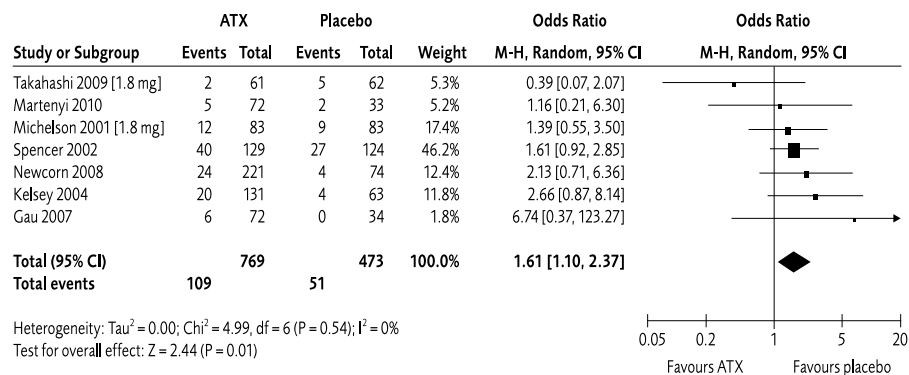 ATX Placebo Odds Ratio Odds Ratio
Study or Subgroup Events Total Events Total Weight M-H, Random, 95% CI M-H, Random, 95% CI
Takahashi 2009 [1.8 mg] 2 61 5 62 5.3% 0.39 [0.07, 2.07]
Martenyi 2010 5 72 2 33 5.2% 1.16 [0.21, 6.30]
Michelson 2001 [1.8 mg] 12 83 9 83 17.4% 1.39 [0.55, 3.50]
Spencer 2002 40 129 27 124 46.2% 1.61 [0.92, 2.85]
Newcorn 2008 24 221 4 74 12.4% 2.13 [0.71, 6.36]
Kelsey 2004 20 131 4 63 11.8% 2.66 [0.87, 8.14]
Gau 2007 6 72 0 34 1.8% 6.74 [0.37, 123.27]
Total (95% CI) 769 473 100.0% 1.61 [1.10, 2.37]
Total events 109 51
Heterogeneity: Tau² = 0.00; Chi² = 4.99, df = 6 (P = 0.54); I² = 0%
Test for overall effect: Z = 2.44 (P = 0.01)
0.05 0.2 1 5 20
Favours ATX Favours placebo